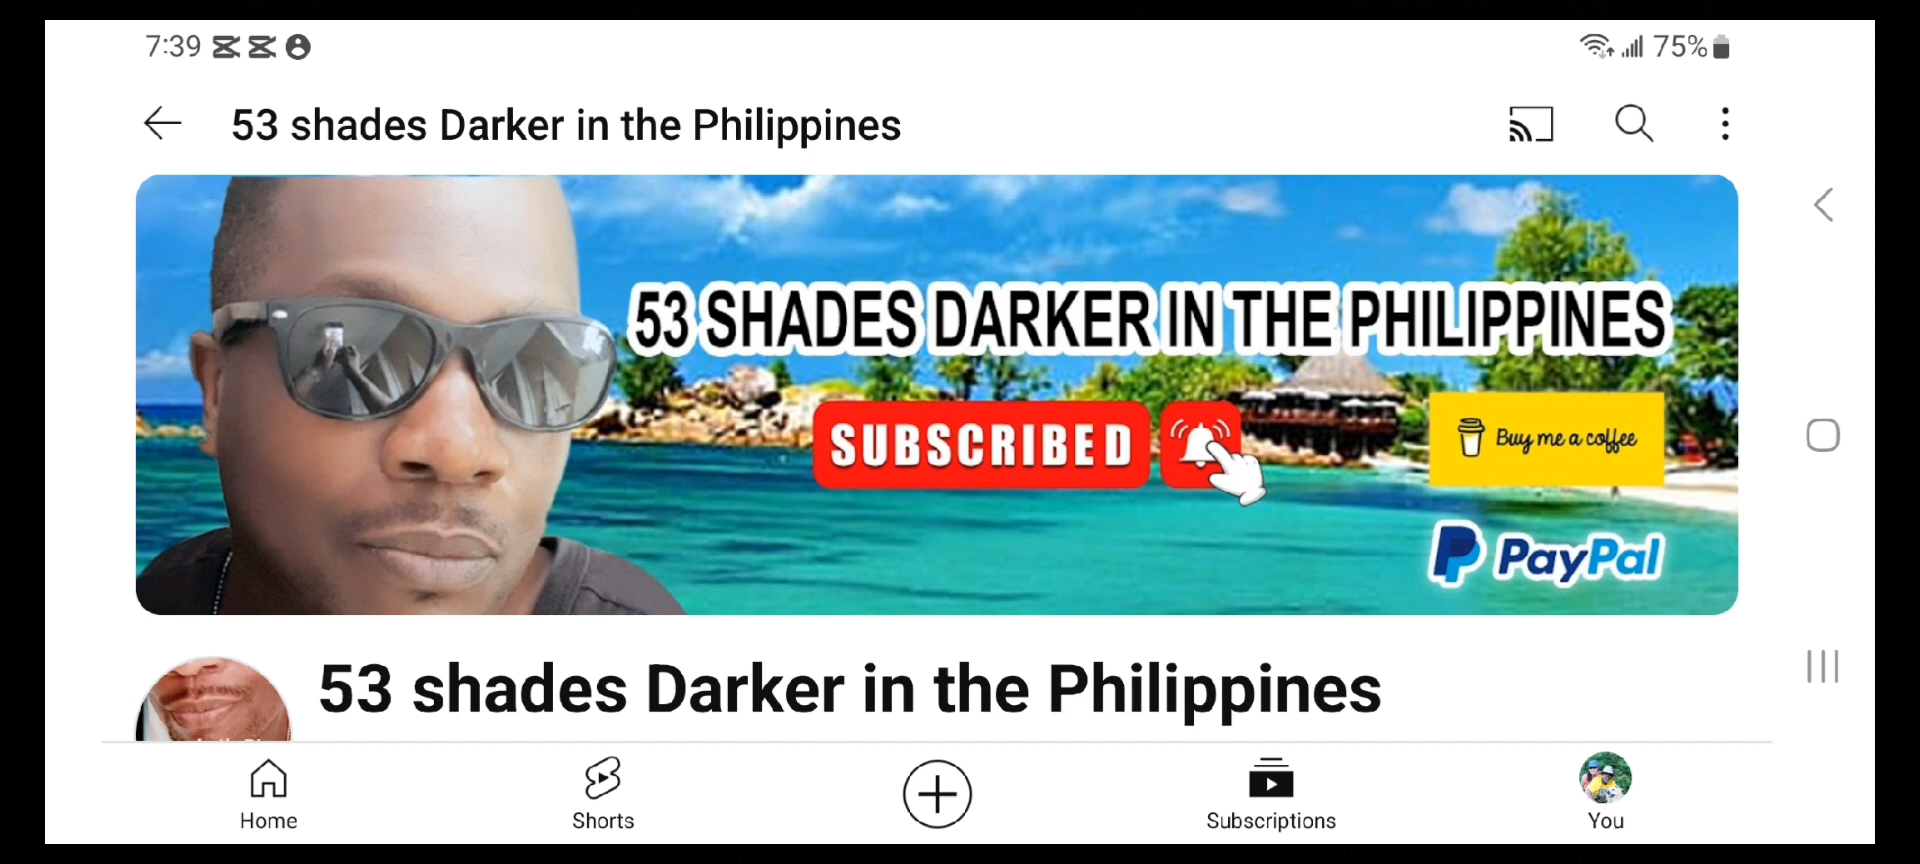 7:39
75%
53 shades Darker in the Philippines
53 SHADES DARKER IN THE PHILIPPINES
SUBSCRIBED
Buy me a coffee
PayPal
53 shades Darker in the Philippines
Home
Shorts
Subscriptions
You